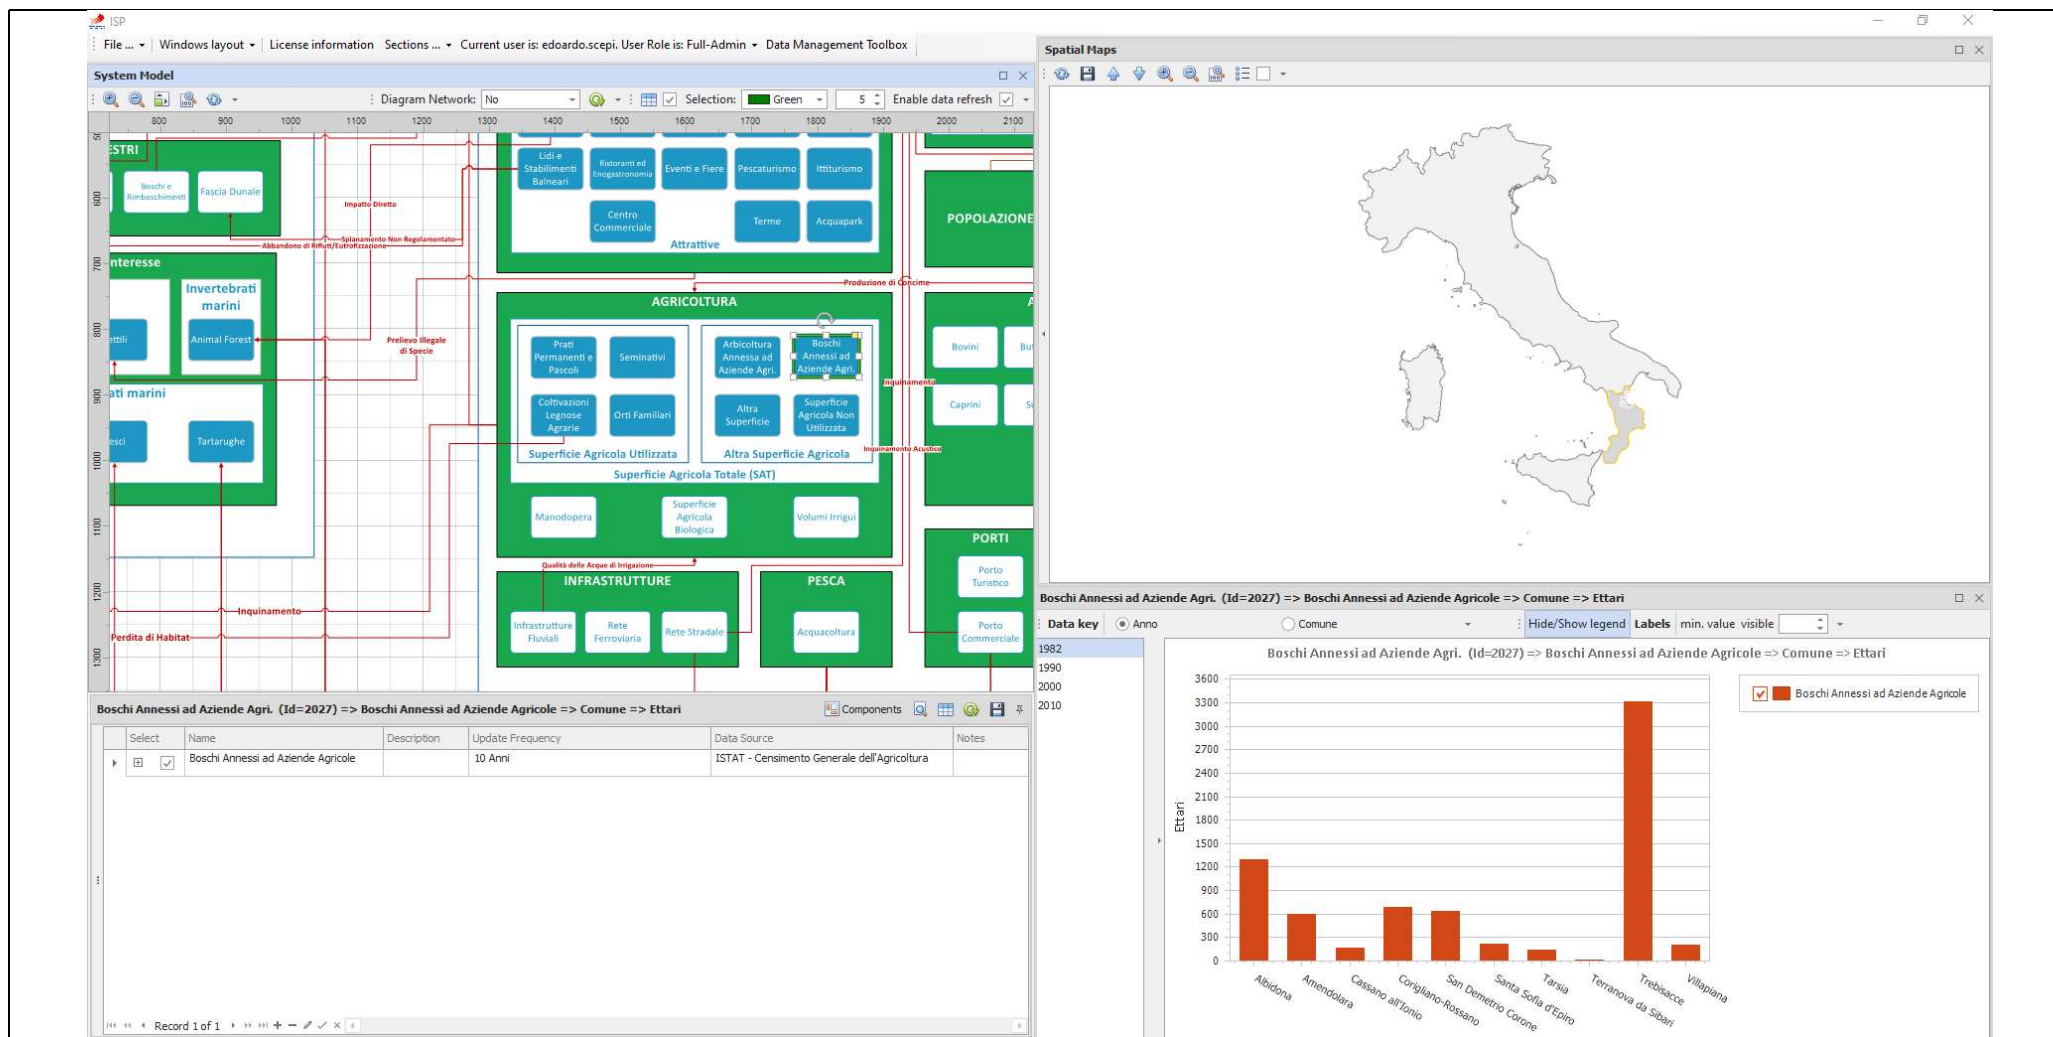 ISP
File ...
Windows layout
License information
Sections ...
Current user is: edoardo.scepi. User Role is: Full-Admin
Data Management Toolbox
System Model
Diagram Network: No
Selection: Green 5 Enable data refresh
800 900 1000 1100 1200 1300 1400 1500 1600 1700 1800 1900 2000 2100
600
700
800
900
1000
1100
1200
1300
ESTRI
Boschi e
Rimboschimenti
Fascia Dunale
Impatto Diretto
Spianamento Non Regolamentato
Abbandono di Rifiuti/Eutrofizzazione
nteresse
Invertebrati
marini
ettili
Animal Forest
Prelievo Illegale
di Specie
ati marini
esci
Tartarughe
Inquinamento
Perdita di Habitat
Lidi e
Stabilimenti
Balneari
Ristoranti ed
Enogastronomia
Eventi e Fiere
Pescaturismo
Ittiturismo
Centro
Commerciale
Terme
Acquapark
Attrattive
POPOLAZIONE
Produzione di Concime
AGRICOLTURA
Prati
Permanenti e
Pascoli
Seminativi
Arbicoltura
Annessa ad
Aziende Agri.
Boschi
Annessi ad
Aziende Agri.
Coltivazioni
Legnose
Agrarie
Orti Familiari
Altra
Superficie
Superficie
Agricola Non
Utilizzata
Superficie Agricola Utilizzata
Altra Superficie Agricola
Superficie Agricola Totale (SAT)
Manodopera
Superficie
Agricola
Biologica
Volumi Irrigui
Inquinamento
Inquinamento Acustico
A
Bovini
Bu
Caprini
Qualità delle Acque di Irrigazione
INFRASTRUTTURE
Infrastrutture
Fluviali
Rete
Ferroviaria
Rete Stradale
PESCA
Acquacoltura
PORTI
Porto
Turistico
Porto
Commerciale
Boschi Annessi ad Aziende Agri. (Id=2027) => Boschi Annessi ad Aziende Agricole => Comune => Ettari
Components
Select Name Description Update Frequency Data Source Notes
Boschi Annessi ad Aziende Agricole 10 Anni ISTAT - Censimento Generale dell'Agricoltura
Record 1 of 1
Spatial Maps
Boschi Annessi ad Aziende Agri. (Id=2027) => Boschi Annessi ad Aziende Agricole => Comune => Ettari
Data key Anno Comune Hide/Show legend Labels min. value visible
1982
1990
2000
2010
Boschi Annessi ad Aziende Agri. (Id=2027) => Boschi Annessi ad Aziende Agricole => Comune => Ettari
Boschi Annessi ad Aziende Agricole
Ettari
3600
3300
3000
2700
2400
2100
1800
1500
1200
900
600
300
0
Albidona
Amendolara
Cassano all'Ionio
Corigliano-Rossano
San Demetrio Corone
Santa Sofia d'Epiro
Tarsia
Terranova da Sibari
Trebisacce
Villapiana